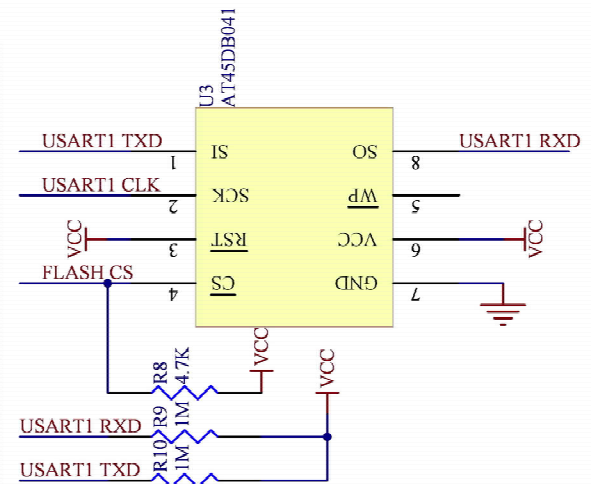 U3
AT45DB041
USART1 TXD
1
SI
SO
8
USART1 RXD
USART1 CLK
2
SCK
WP
5
VCC
3
RST
VCC
6
VCC
FLASH CS
4
CS
GND
7
R8
4.7K
VCC
VCC
USART1 RXD
R9
1M
USART1 TXD
R10
1M